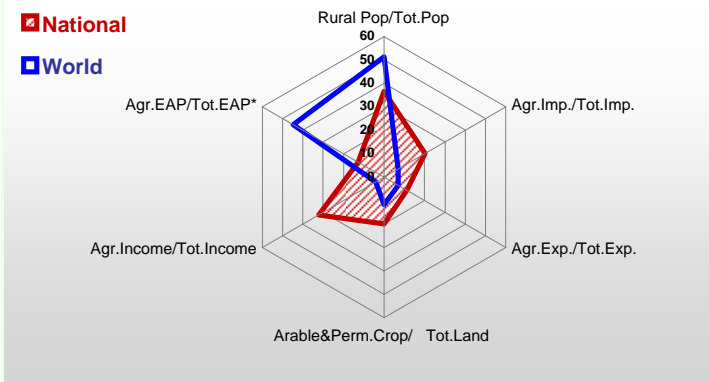 National
World
Rural Pop/Tot.Pop
60
50
40
30
20
10
0
Agr.EAP/Tot.EAP*
Agr.Imp./Tot.Imp.
Agr.Income/Tot.Income
Agr.Exp./Tot.Exp.
Arable&Perm.Crop/ Tot.Land